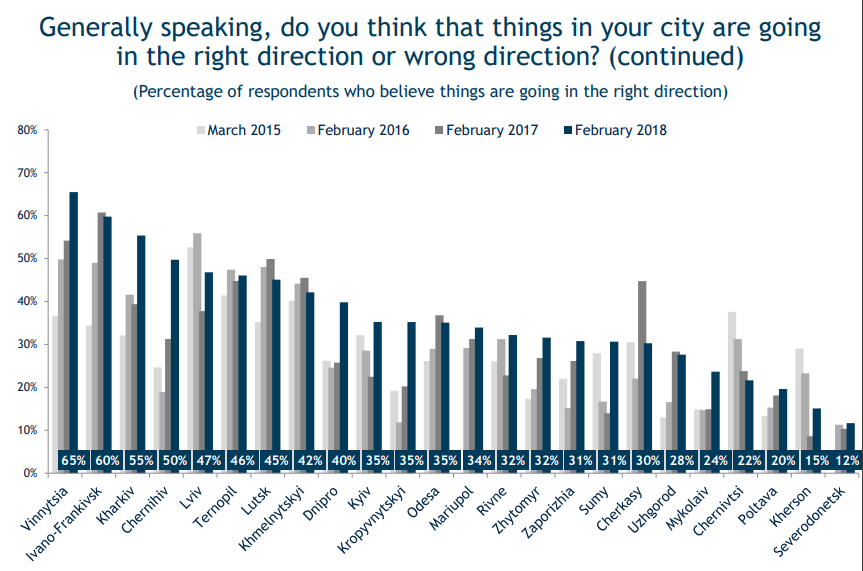 Generally speaking, do you think that things in your city are going
in the right direction or wrong direction? (continued)
(Percentage of respondents who believe things are going in the right direction)
80%
March 2015 February 2016 February 2017 February 2018
70%
60%
50%
40%
30%
20%
10%
0%
65% 60% 55% 50% 47% 46% 45% 42% 40% 35% 35% 35% 34% 32% 32% 31% 31% 30% 28% 24% 22% 20% 15% 12%
Vinnytsia
Ivano-Frankivsk
Kharkiv
Chernihiv
Lviv
Ternopil
Lutsk
Khmelnytskyi
Dnipro
Kyiv
Kropyvnytskyi
Odesa
Mariupol
Rivne
Zhytomyr
Zaporizhia
Sumy
Cherkasy
Uzhgorod
Mykolaiv
Chernivtsi
Poltava
Kherson
Severodonetsk